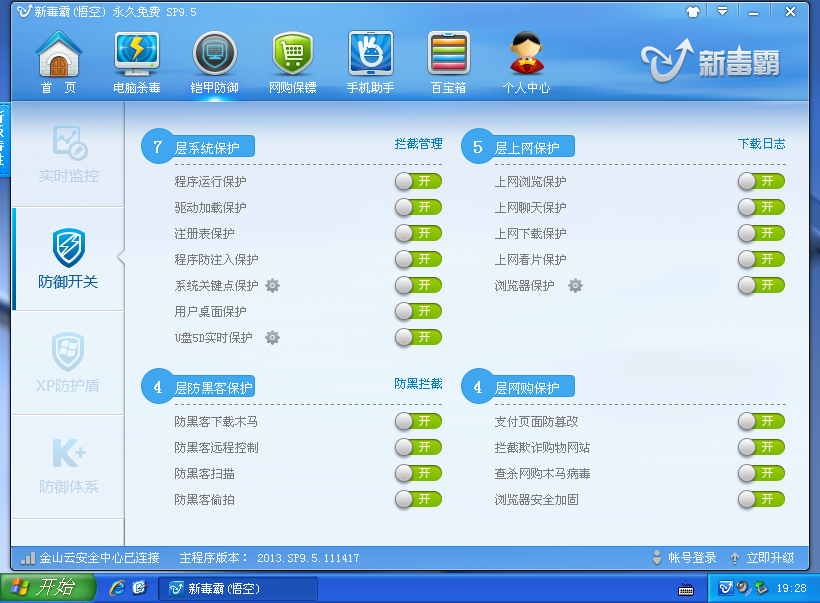 新毒霸(悟空) 永久免费 SP9.5
首 页 电脑杀毒 铠甲防御 网购保镖 手机助手 百宝箱 个人中心
新毒霸
实时监控
防御开关
XP防护盾
K+
防御体系
7 层系统保护 拦截管理
程序运行保护 开
驱动加载保护 开
注册表保护 开
程序防注入保护 开
系统关键点保护 开
用户桌面保护 开
U盘5D实时保护 开
5 层上网保护 下载日志
上网浏览保护 开
上网聊天保护 开
上网下载保护 开
上网看片保护 开
浏览器保护 开
4 层防黑客保护 防黑拦截
防黑客下载木马 开
防黑客远程控制 开
防黑客扫描 开
防黑客偷拍 开
4 层网购保护
支付页面防篡改 开
拦截欺诈购物网站 开
查杀网购木马病毒 开
浏览器安全加固 开
金山云安全中心已连接 主程序版本: 2013.SP9.5.111417 帐号登录 立即升级
开始 新毒霸(悟空) 19:28